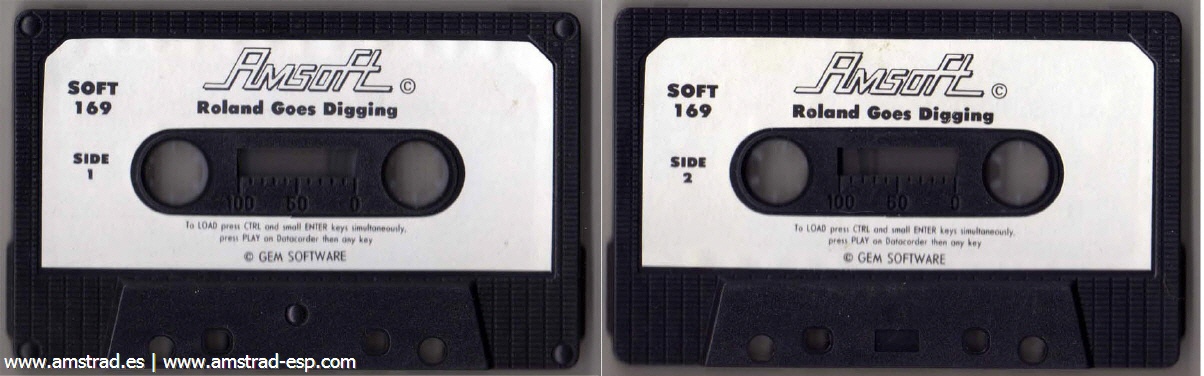 Amsoft ©
Roland Goes Digging
SOFT
169
SIDE
1
100 50 0
To LOAD press CTRL and small ENTER keys simultaneously,
press PLAY on Datacorder then any key
© GEM SOFTWARE
Amsoft ©
Roland Goes Digging
SOFT
169
SIDE
2
100 50 0
To LOAD press CTRL and small ENTER keys simultaneously,
press PLAY on Datacorder then any key
© GEM SOFTWARE
www.amstrad.es | www.amstrad-esp.com